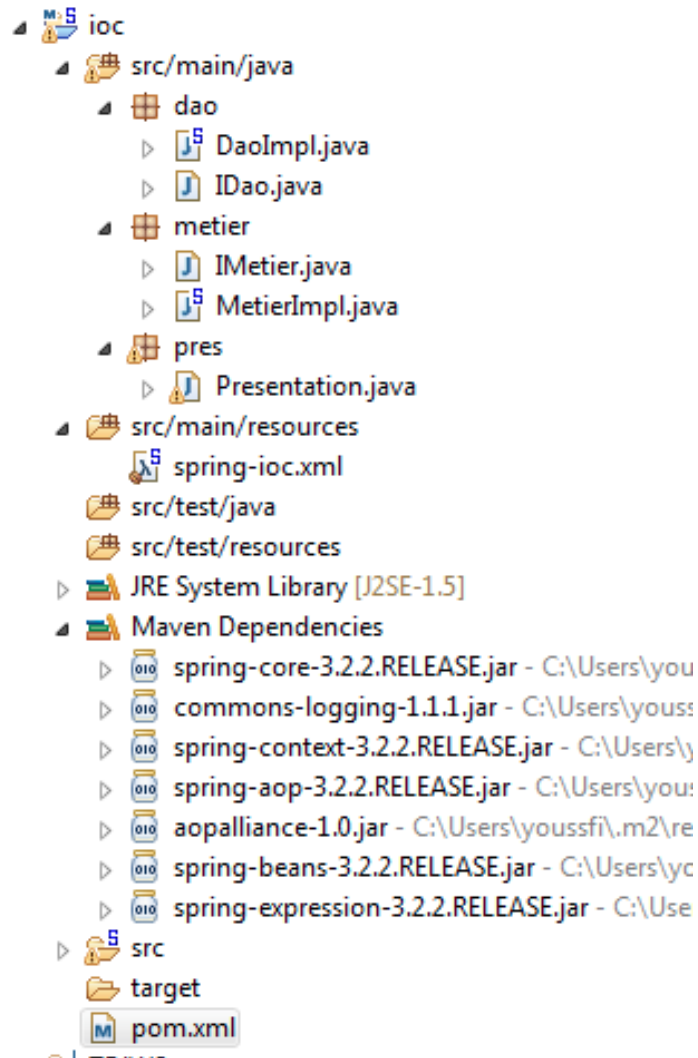 ioc
src/main/java
dao
DaoImpl.java
IDao.java
metier
IMetier.java
MetierImpl.java
pres
Presentation.java
src/main/resources
spring-ioc.xml
src/test/java
src/test/resources
JRE System Library [J2SE-1.5]
Maven Dependencies
spring-core-3.2.2.RELEASE.jar - C:\Users\you
commons-logging-1.1.1.jar - C:\Users\youss
spring-context-3.2.2.RELEASE.jar - C:\Users\y
spring-aop-3.2.2.RELEASE.jar - C:\Users\yous
aopalliance-1.0.jar - C:\Users\youssfi\.m2\re
spring-beans-3.2.2.RELEASE.jar - C:\Users\yo
spring-expression-3.2.2.RELEASE.jar - C:\Use
src
target
pom.xml